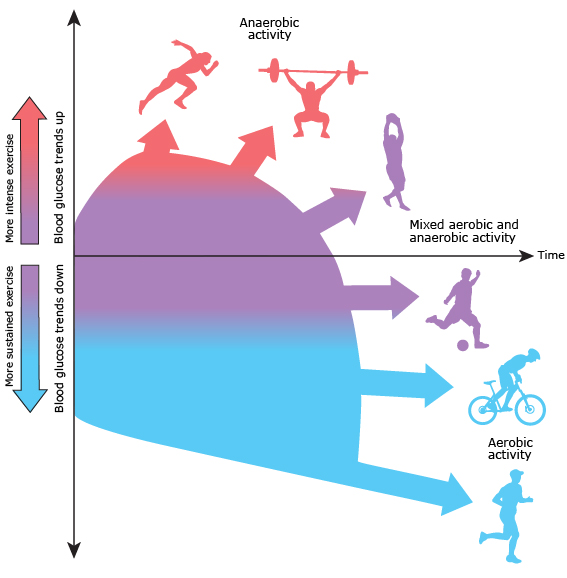 Anaerobic
activity
More intense exercise
Blood glucose trends up
Mixed aerobic and
anaerobic activity
Time
More sustained exercise
Blood glucose trends down
Aerobic
activity